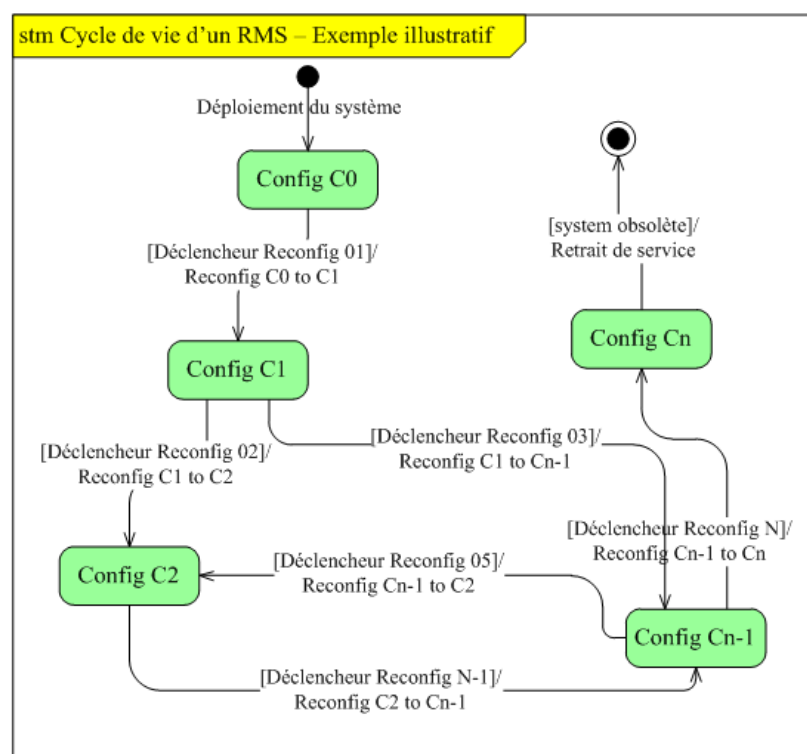 stm Cycle de vie d'un RMS – Exemple illustratif
Déploiement du système
Config C0
[Déclencheur Reconfig 01]/
Reconfig C0 to C1
[system obsolète]/
Retrait de service
Config Cn
Config C1
[Déclencheur Reconfig 02]/
Reconfig C1 to C2
[Déclencheur Reconfig 03]/
Reconfig C1 to Cn-1
[Déclencheur Reconfig N]/
Reconfig Cn-1 to Cn
Config C2
[Déclencheur Reconfig 05]/
Reconfig Cn-1 to C2
Config Cn-1
[Déclencheur Reconfig N-1]/
Reconfig C2 to Cn-1